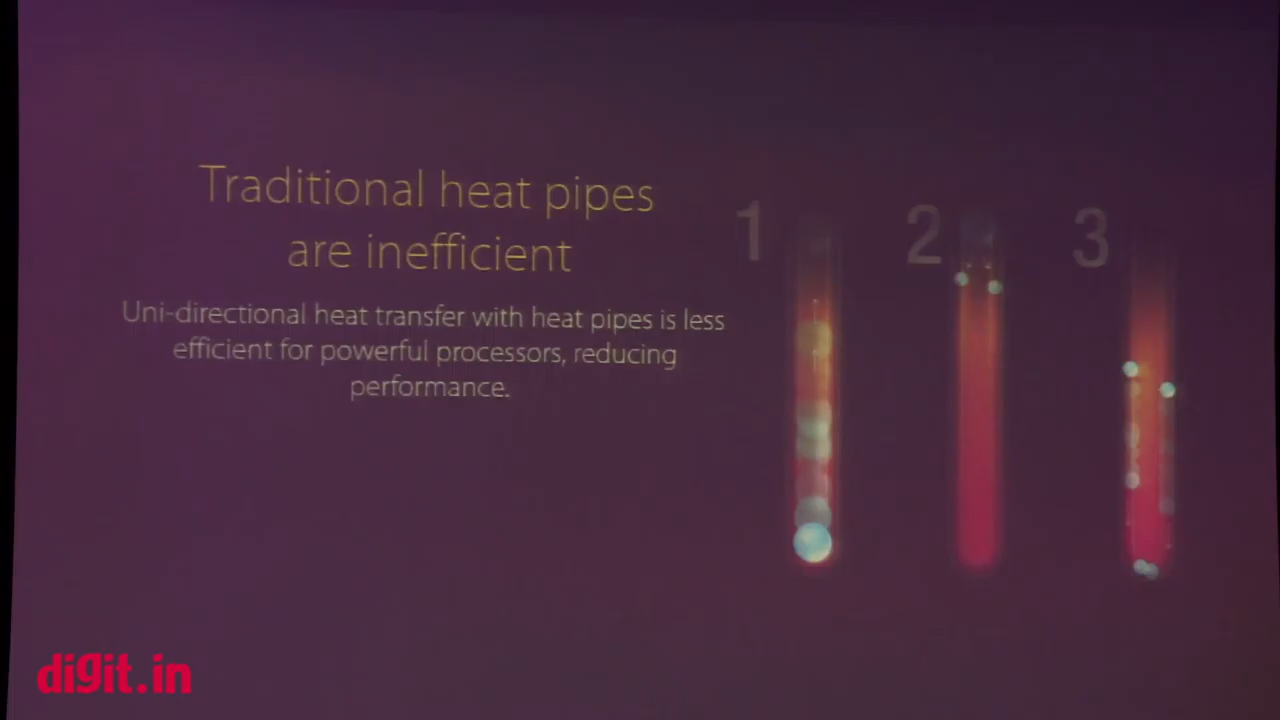 Traditional heat pipes
are inefficient
Uni-directional heat transfer with heat pipes is less
efficient for powerful processors, reducing
performance.
1
2
3
digit.in